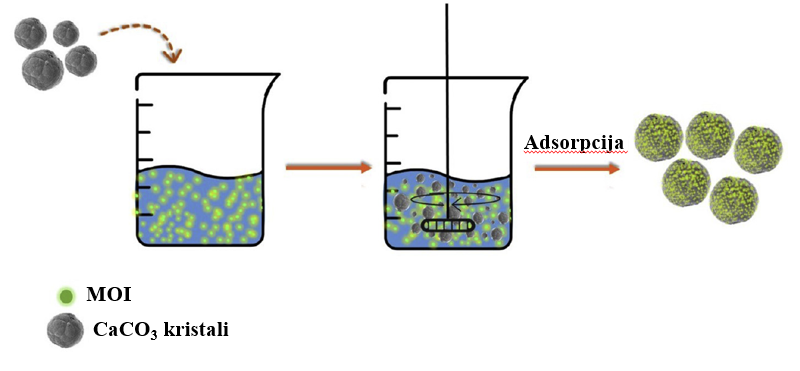 Adsorpcija
MOI
CaCO₃ kristali